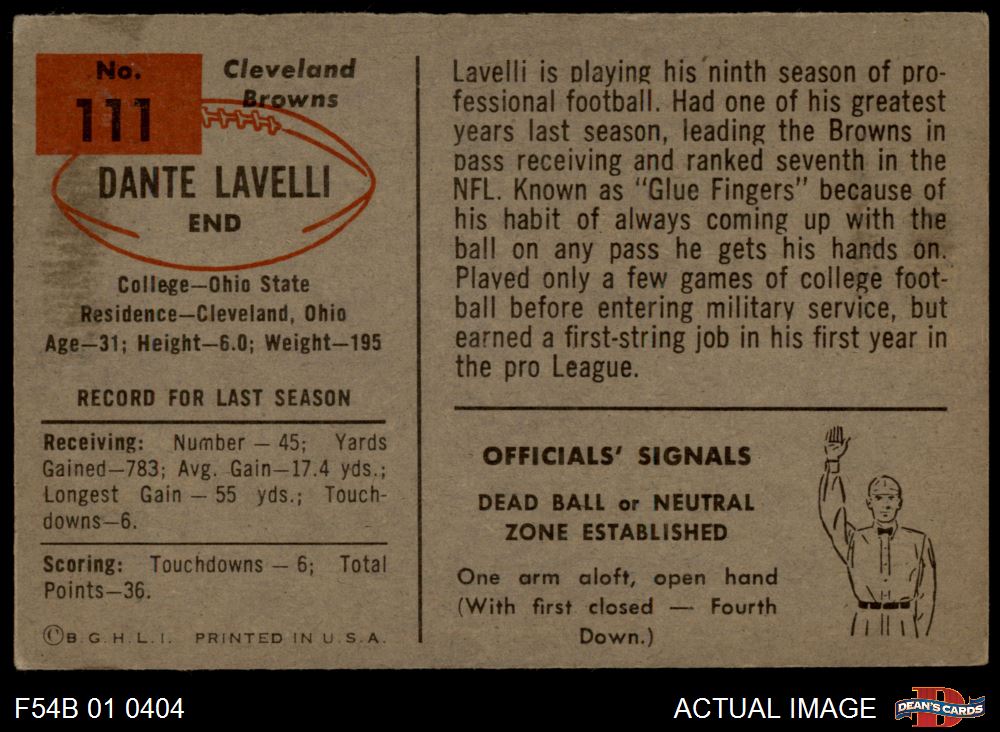 No.
111
Cleveland
Browns
DANTE LAVELLI
END
College—Ohio State
Residence—Cleveland, Ohio
Age—31; Height—6.0; Weight—195
RECORD FOR LAST SEASON
Receiving: Number — 45; Yards
Gained—783; Avg. Gain—17.4 yds.;
Longest Gain — 55 yds.; Touch-
downs—6.
Scoring: Touchdowns — 6; Total
Points—36.
©B.G.H.L.I. PRINTED IN U.S.A.
Lavelli is playing his ninth season of pro-
fessional football. Had one of his greatest
years last season, leading the Browns in
pass receiving and ranked seventh in the
NFL. Known as "Glue Fingers" because of
his habit of always coming up with the
ball on any pass he gets his hands on.
Played only a few games of college foot-
ball before entering military service, but
earned a first-string job in his first year in
the pro League.
OFFICIALS' SIGNALS
DEAD BALL or NEUTRAL
ZONE ESTABLISHED
One arm aloft, open hand
(With first closed — Fourth
Down.)
F54B 01 0404
ACTUAL IMAGE
DEAN'S CARDS